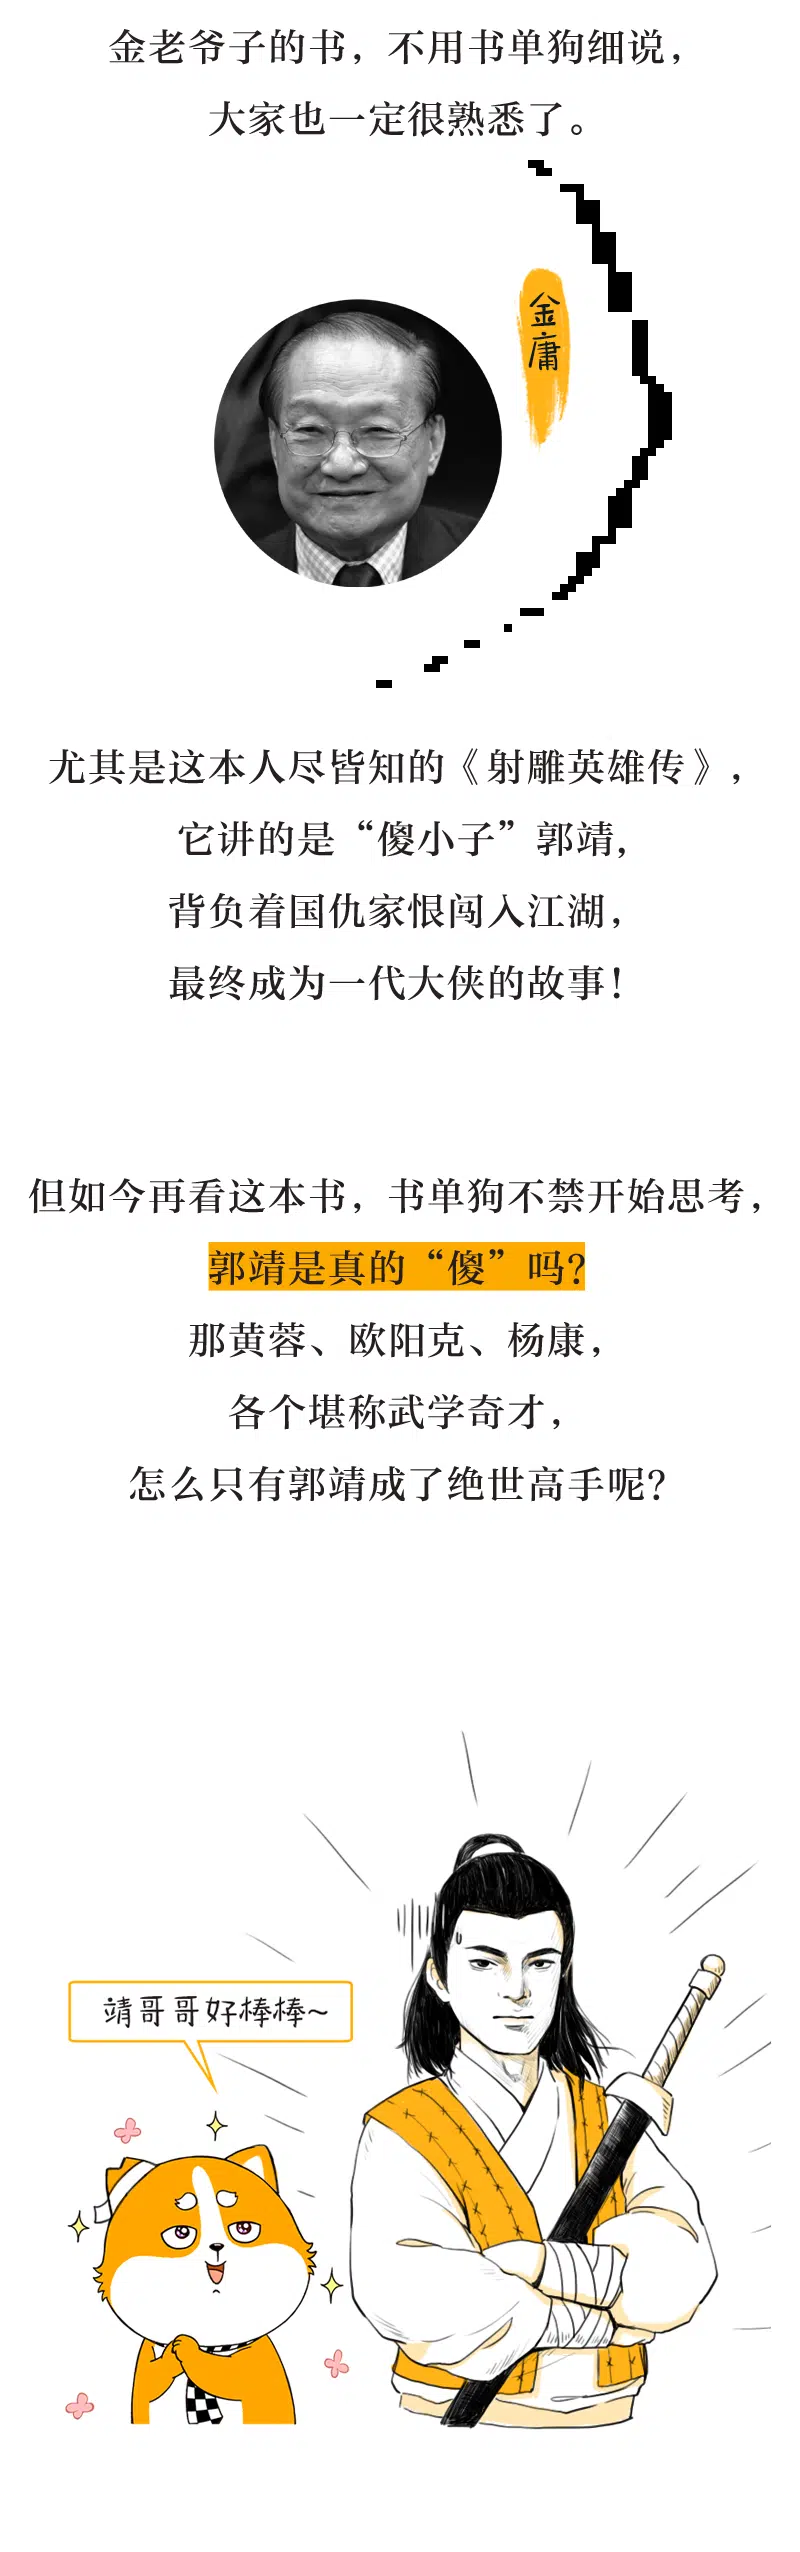 金老爷子的书，不用书单狗细说，
大家也一定很熟悉了。
金庸
尤其是这本人尽皆知的《射雕英雄传》，
它讲的是“傻小子”郭靖，
背负着国仇家恨闯入江湖，
最终成为一代大侠的故事！
但如今再看这本书，书单狗不禁开始思考，
郭靖是真的“傻”吗？
那黄蓉、欧阳克、杨康，
各个堪称武学奇才，
怎么只有郭靖成了绝世高手呢？
靖哥哥好棒棒~